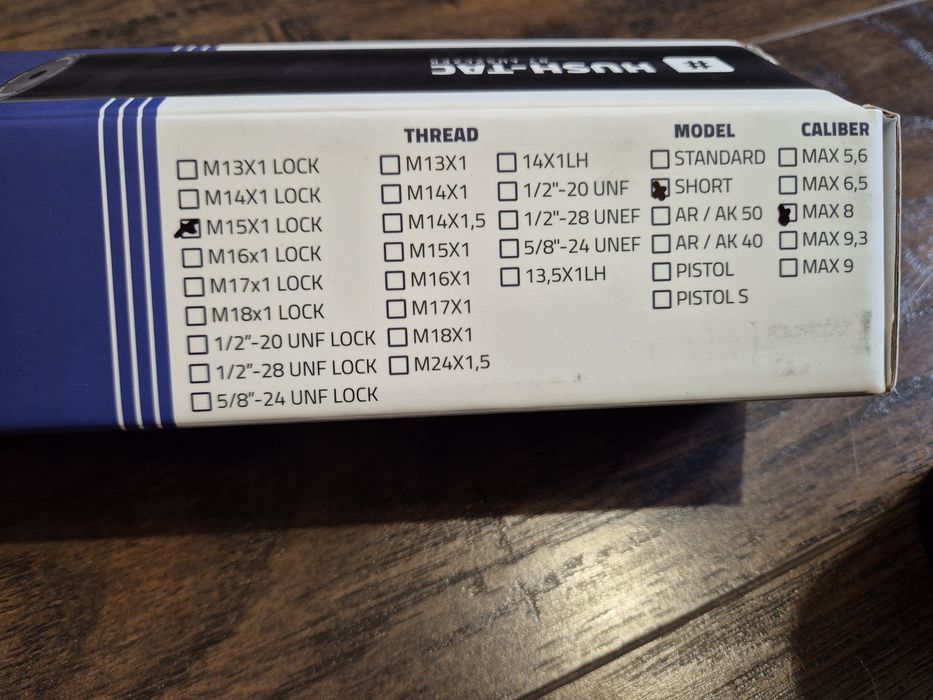 # HUSH-TAC
THREAD
M13X1 LOCK
M14X1 LOCK
M15X1 LOCK
M16x1 LOCK
M17x1 LOCK
M18x1 LOCK
1/2"-20 UNF LOCK
1/2"-28 UNF LOCK
5/8"-24 UNF LOCK
M13X1
M14X1
M14X1,5
M15X1
M16X1
M17X1
M18X1
M24X1,5
14X1LH
1/2"-20 UNF
1/2"-28 UNEF
5/8"-24 UNEF
13,5X1LH
MODEL
STANDARD
SHORT
AR / AK 50
AR / AK 40
PISTOL
PISTOL S
CALIBER
MAX 5,6
MAX 6,5
MAX 8
MAX 9,3
MAX 9